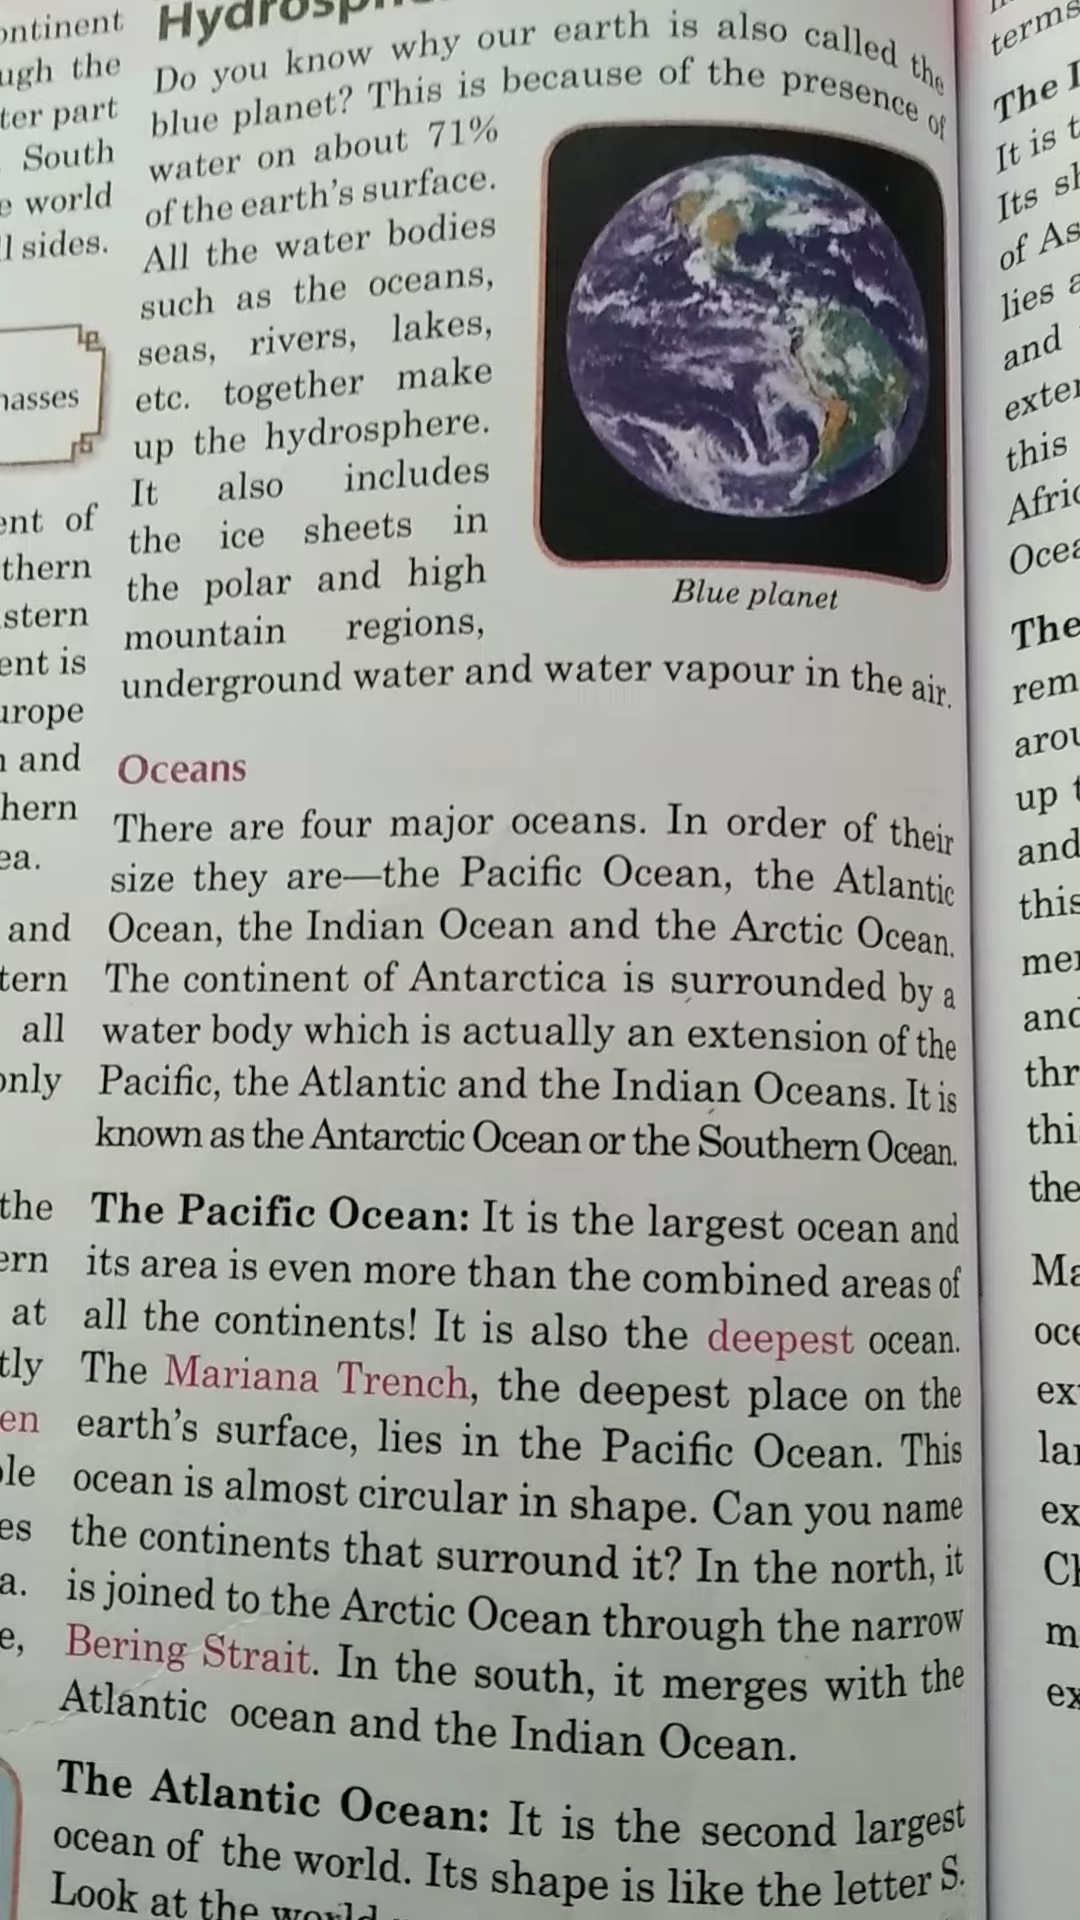 ontinent
ugh the
ter part
South
e world
l sides.
asses
ent of
thern
stern
ent is
urope
and
hern
ea.
and
tern
all
only
the
ern
at
tly
en
ble
es
a.
e,
Do you know why our earth is also called the
blue planet? This is because of the presence of
water on about 71%
of the earth's surface.
All the water bodies
such as the oceans,
seas, rivers, lakes,
etc. together make
up the hydrosphere.
It also includes
the ice sheets in
the polar and high
mountain regions,
underground water and water vapour in the air.
Blue planet
Oceans
There are four major oceans. In order of their
size they are—the Pacific Ocean, the Atlantic
Ocean, the Indian Ocean and the Arctic Ocean.
The continent of Antarctica is surrounded by a
water body which is actually an extension of the
Pacific, the Atlantic and the Indian Oceans. It is
known as the Antarctic Ocean or the Southern Ocean.
The Pacific Ocean: It is the largest ocean and
its area is even more than the combined areas of
all the continents! It is also the deepest ocean.
The Mariana Trench, the deepest place on the
earth's surface, lies in the Pacific Ocean. This
ocean is almost circular in shape. Can you name
the continents that surround it? In the north, it
is joined to the Arctic Ocean through the narrow
Bering Strait. In the south, it merges with the
Atlantic ocean and the Indian Ocean.
The Atlantic Ocean: It is the second largest
ocean of the world. Its shape is like the letter S.
Look at the world
terms
The
It is
Its
of As
lies
and
exter
this
Afric
Ocea
The
rem
arou
up
and
this
mer
and
thr
thi
the
Ma
oce
ex
lar
ex
Ch
m
ex